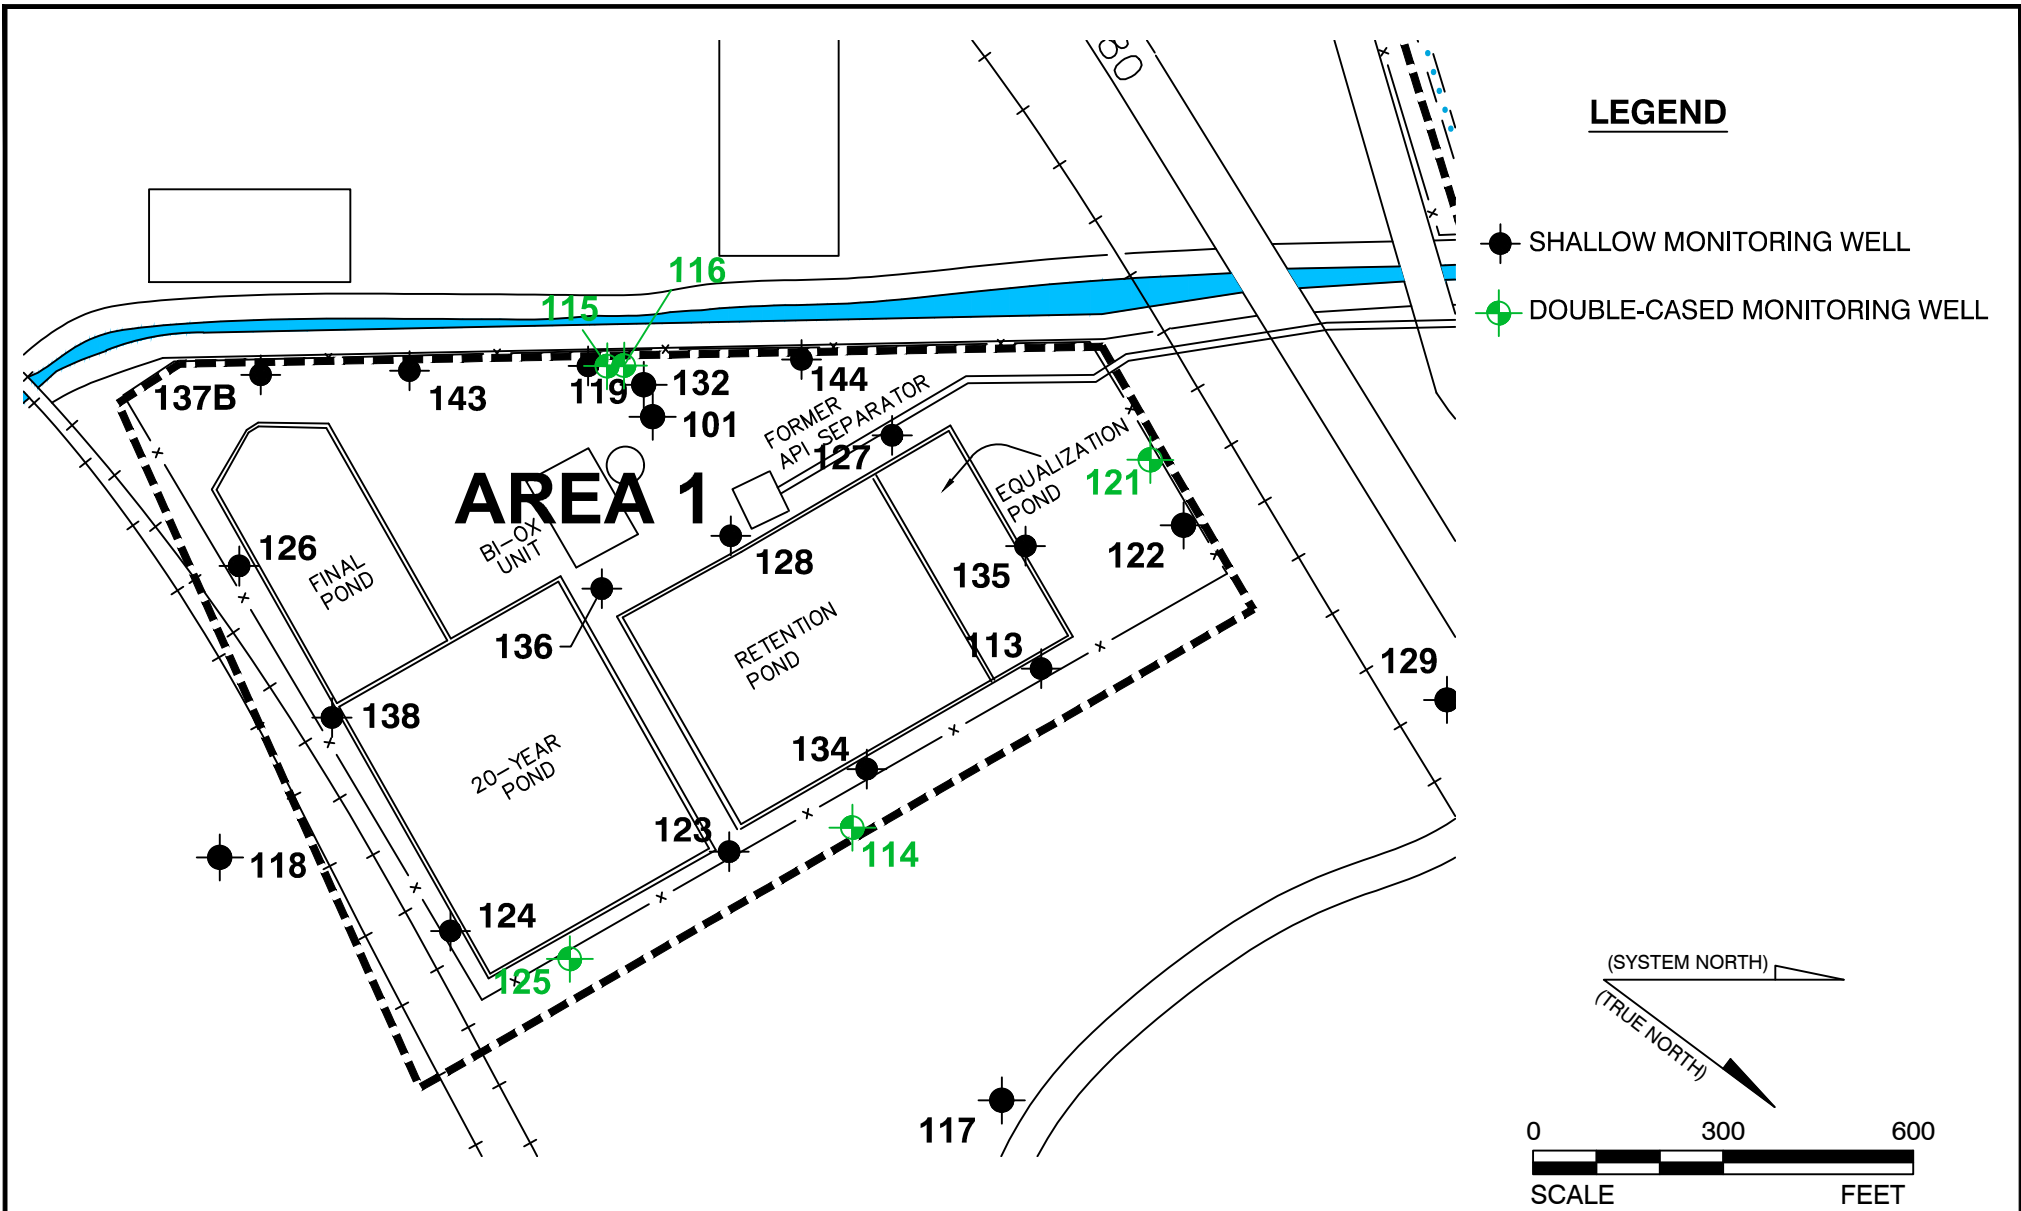 80
LEGEND
SHALLOW MONITORING WELL
DOUBLE-CASED MONITORING WELL
116
115
137B
143
119
132
101
144
FORMER
API SEPARATOR
127
EQUALIZATION
POND
121
122
AREA 1
BI-OX
UNIT
126
FINAL
POND
128
135
136
RETENTION
POND
113
129
138
20-YEAR
POND
134
123
114
118
124
125
117
(SYSTEM NORTH)
(TRUE NORTH)
0 300 600
SCALE FEET